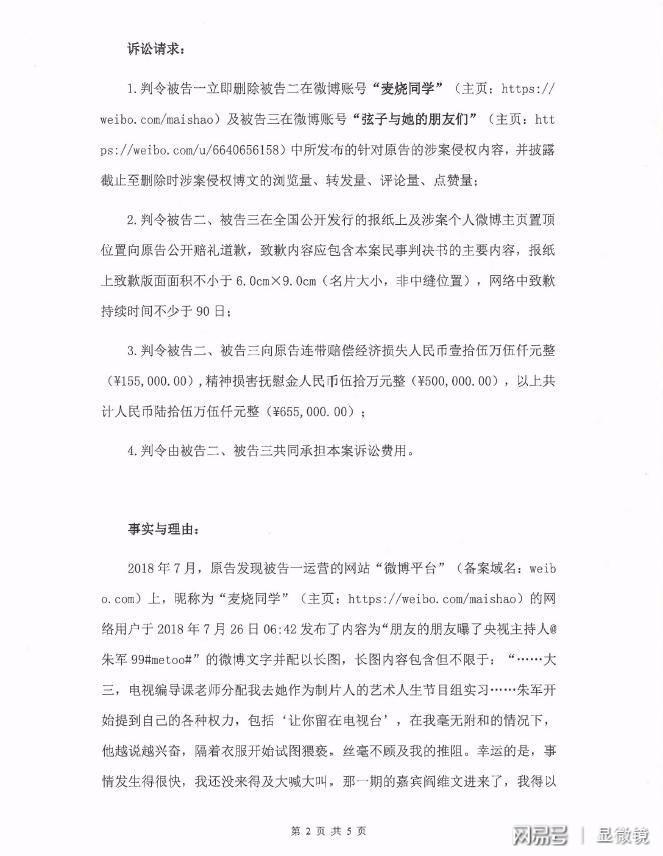 诉讼请求：
1.判令被告一立即删除被告二在微博账号“麦烧同学”（主页：https://
weibo.com/maishao）及被告三在微博账号“弦子与她的朋友们”（主页：htt
ps://weibo.com/u/6640656158）中所发布的针对原告的涉案侵权内容，并披露
截止至删除时涉案侵权博文的浏览量、转发量、评论量、点赞量；
2.判令被告二、被告三在全国公开发行的报纸上及涉案个人微博主页置顶
位置向原告公开赔礼道歉，致歉内容应包含本案民事判决书的主要内容，报纸
上致歉版面面积不小于 6.0cm×9.0cm（名片大小，非中缝位置），网络中致歉
持续时间不少于 90 日；
3.判令被告二、被告三向原告连带赔偿经济损失人民币壹拾伍万伍仟元整
（¥155,000.00）,精神损害抚慰金人民币伍拾万元整（¥500,000.00），以上共
计人民币陆拾伍万伍仟元整（¥655,000.00）；
4.判令由被告二、被告三共同承担本案诉讼费用。
事实与理由：
2018 年 7 月，原告发现被告一运营的网站“微博平台”（备案域名：weib
o.com）上，昵称为“麦烧同学”（主页：https://weibo.com/maishao）的网
络用户于 2018 年 7 月 26 日 06:42 发布了内容为“朋友的朋友曝了央视主持人@
朱军 99#metoo#”的微博文字并配以长图，长图内容包含但不限于：“……大
三，电视编导课老师分配我去她作为制片人的艺术人生节目组实习……朱军开
始提到自己的各种权力，包括‘让你留在电视台’，在我毫无附和的情况下，
他越说越兴奋，隔着衣服开始试图猥亵。丝毫不顾及我的推阻。幸运的是，事
情发生得很快，我还没来得及大喊大叫，那一期的嘉宾阎维文进来了，我得以
第 2 页 共 5 页
网易号 | 显微镜